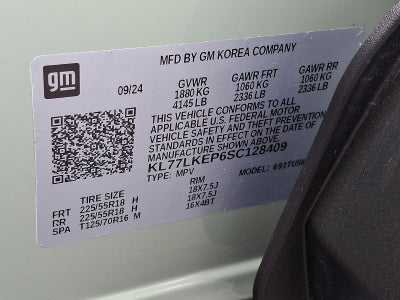 gm
MFD BY GM KOREA COMPANY
09/24 GVWR GAWR FRT GAWR RR
1880 KG 1060 KG 1060 KG
4145 LB 2336 LB 2336 LB
THIS VEHICLE CONFORMS TO ALL
APPLICABLE U.S. FEDERAL MOTOR
VEHICLE SAFETY AND THEFT PREVENTION
STANDARDS IN EFFECT ON THE DATE OF
KL77LKEP6SC128409
TYPE: MPV MODEL: 691TUS8
TIRE SIZE RIM
FRT 225/55R18 H 18X7.5J
RR 225/55R18 H 18X7.5J
SPA T125/70R16 M 16X4BT